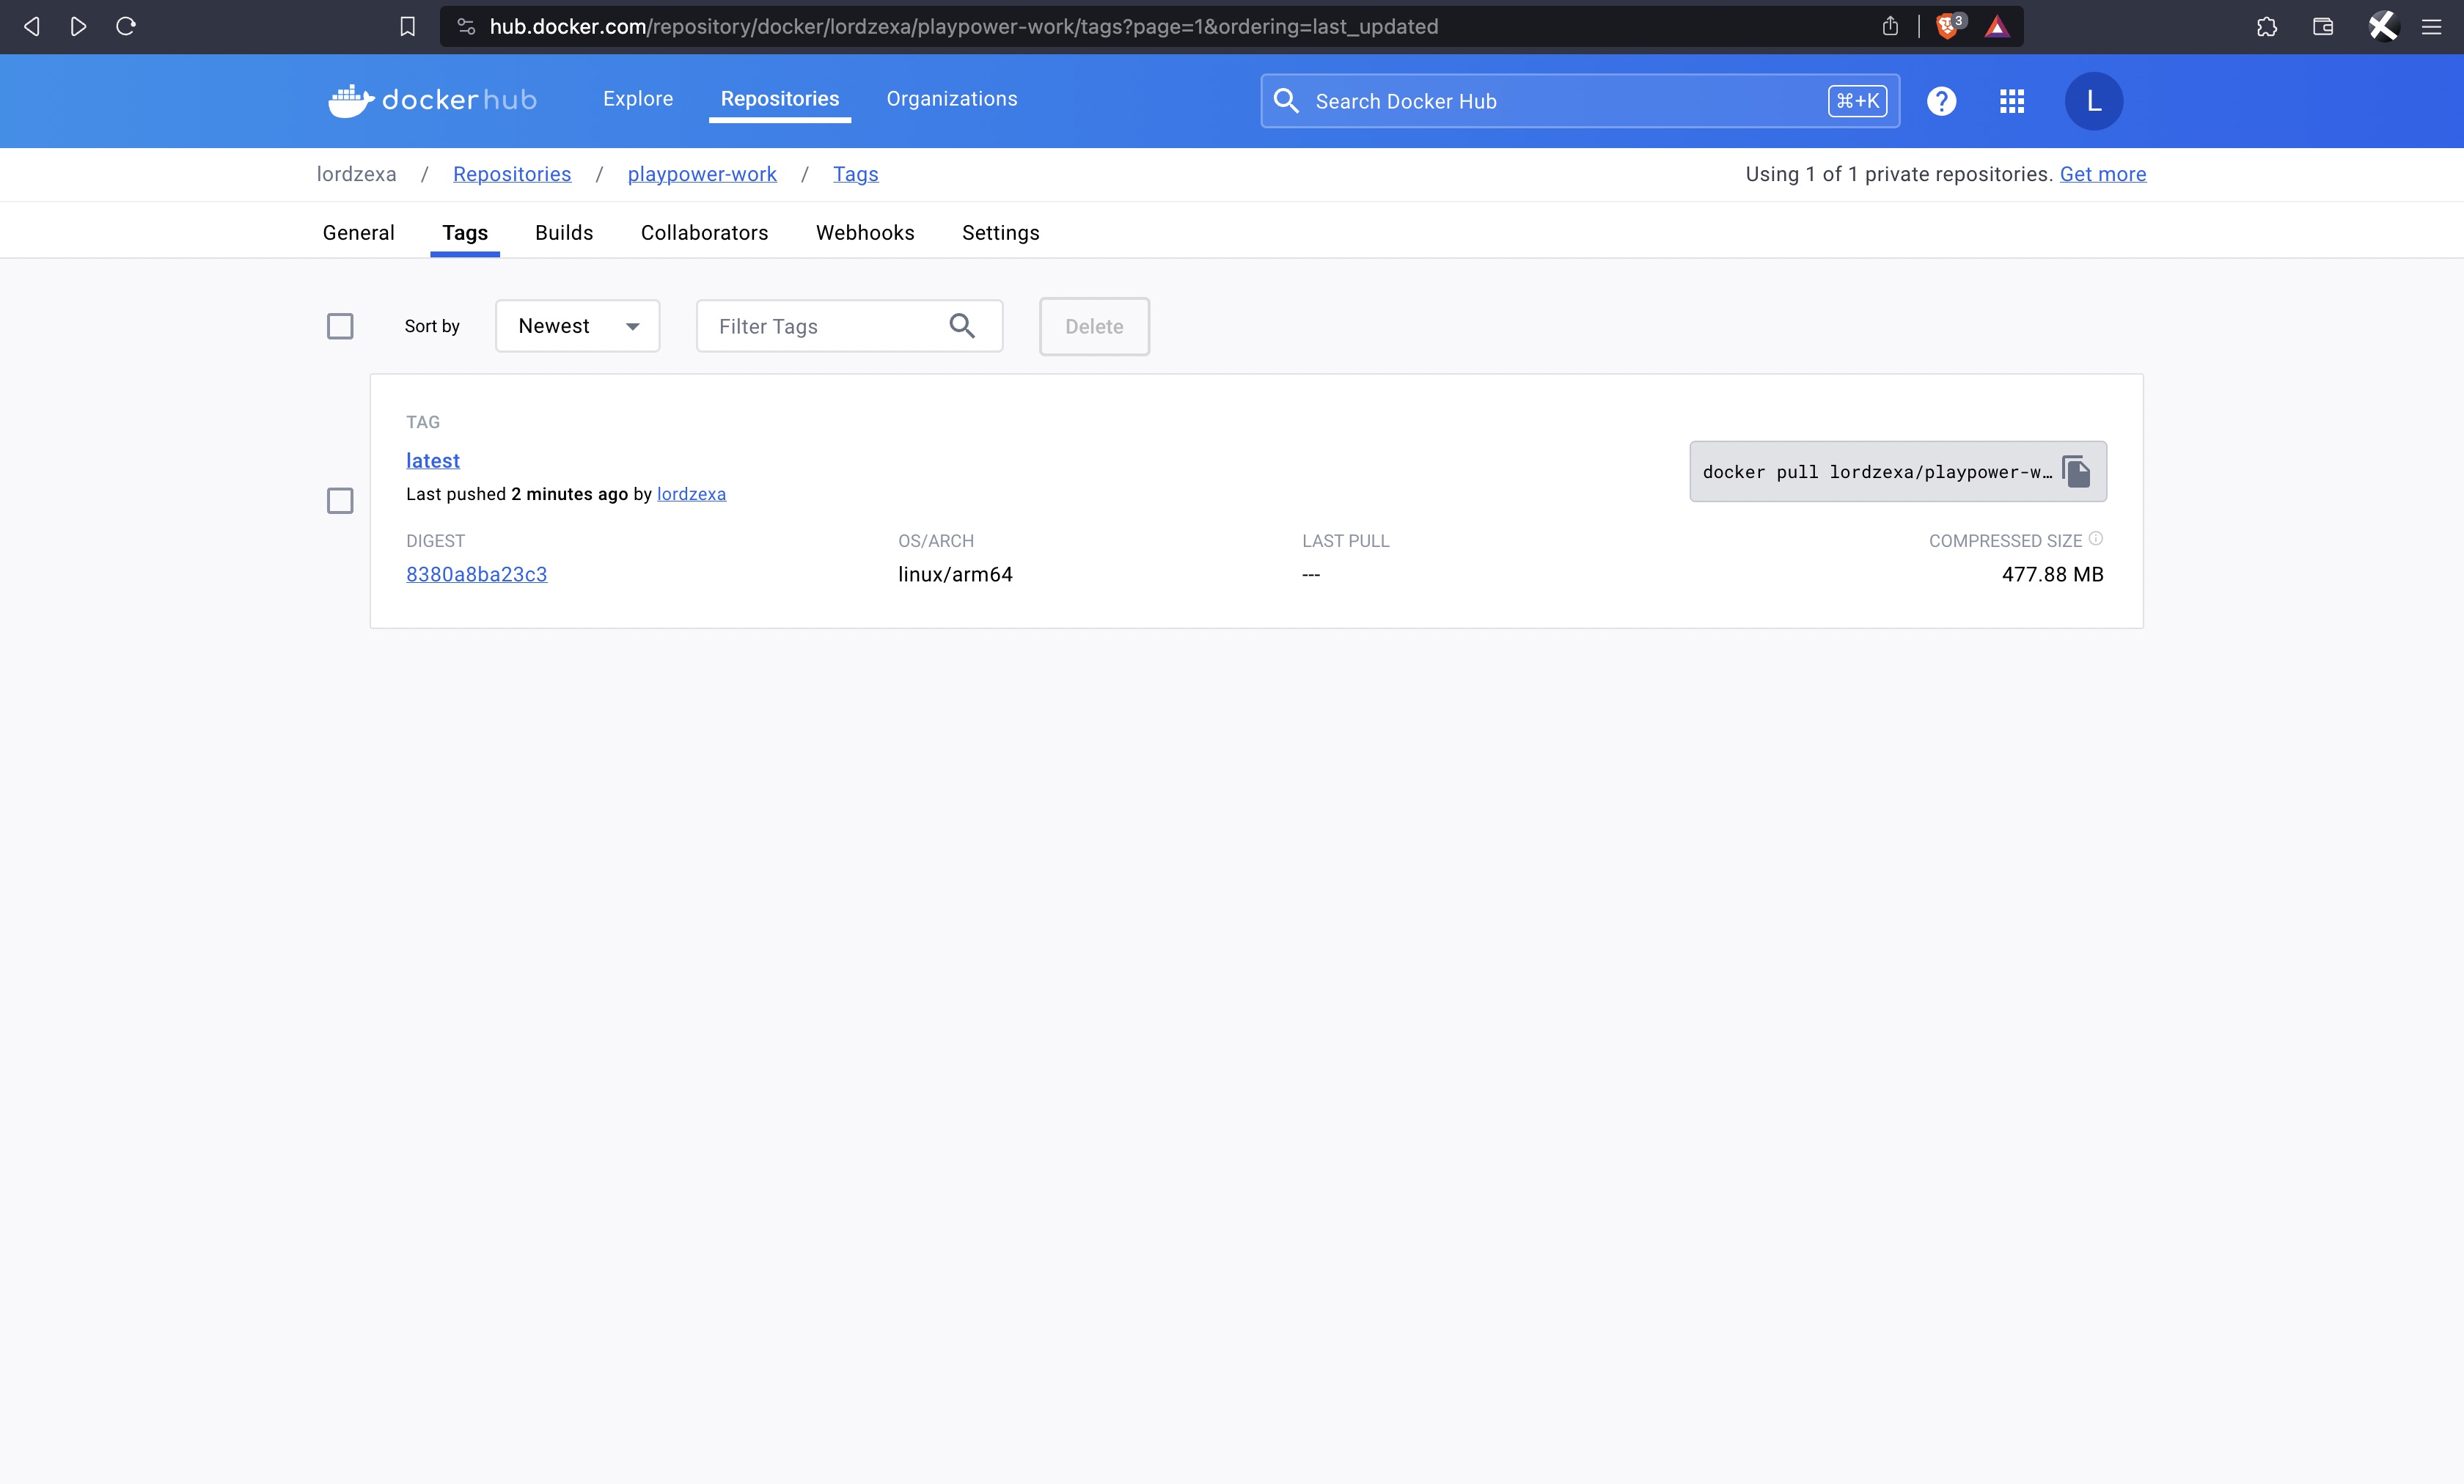 hub.docker.com/repository/docker/lordzexa/playpower-work/tags?page=1&ordering=last_updated
3
dockerhub Explore Repositories Organizations Search Docker Hub ⌘+K ? L
lordzexa / Repositories / playpower-work / Tags Using 1 of 1 private repositories. Get more
General Tags Builds Collaborators Webhooks Settings
Sort by Newest Filter Tags Delete
TAG
latest
docker pull lordzexa/playpower-w…
Last pushed 2 minutes ago by lordzexa
DIGEST OS/ARCH LAST PULL COMPRESSED SIZE
8380a8ba23c3 linux/arm64 --- 477.88 MB